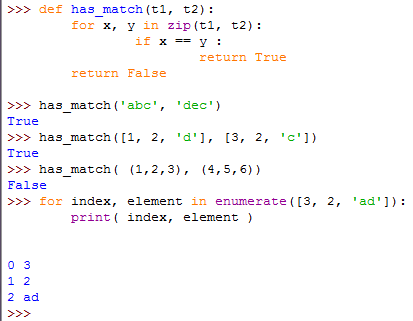 >>> def has_match(t1, t2):
        for x, y in zip(t1, t2):
                if x == y :
                        return True
        return False

>>> has_match('abc', 'dec')
True
>>> has_match([1, 2, 'd'], [3, 2, 'c'])
True
>>> has_match( (1,2,3), (4,5,6))
False
>>> for index, element in enumerate([3, 2, 'ad']):
        print( index, element )


0 3
1 2
2 ad
>>>